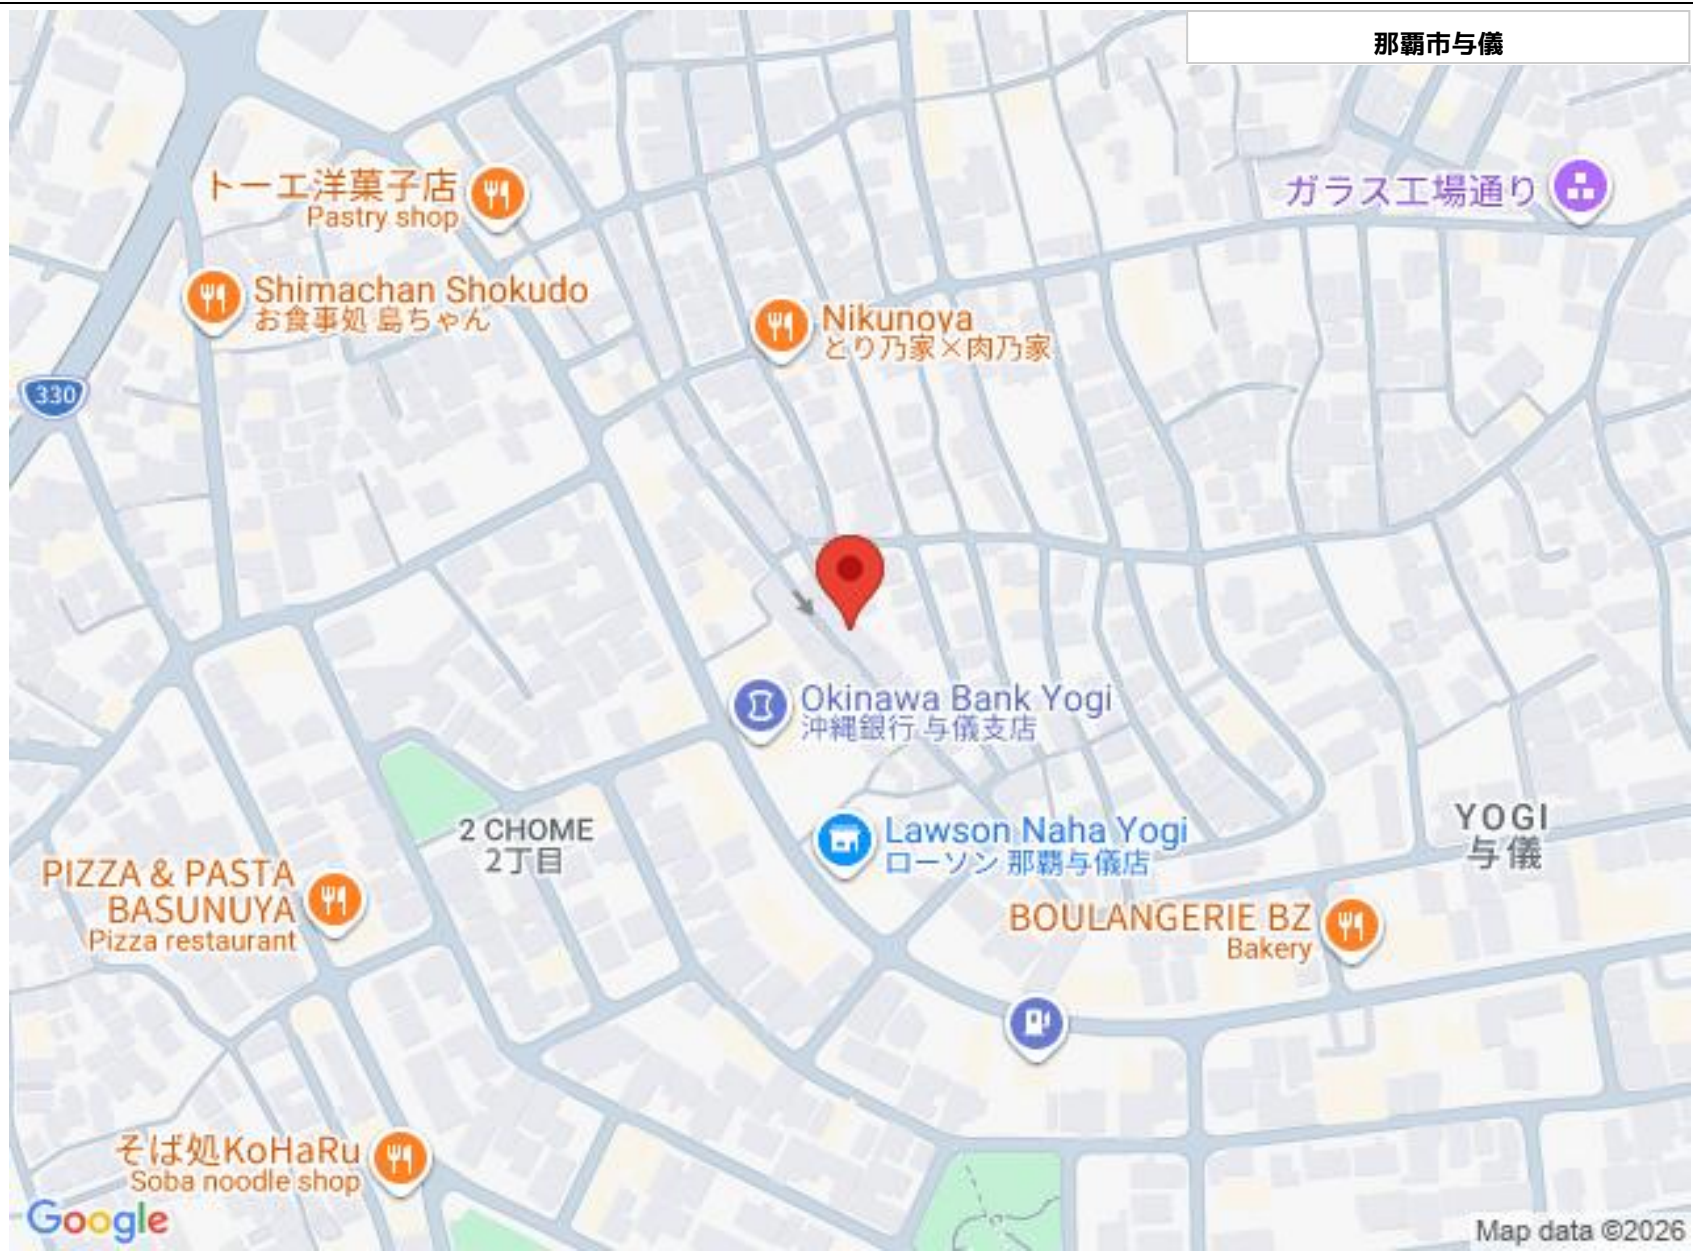 那覇市与儀
トーエ洋菓子店
Pastry shop
ガラス工場通り
Shimachan Shokudo
お食事処 島ちゃん
Nikunoya
とり乃家×肉乃家
330
Okinawa Bank Yogi
沖縄銀行 与儀支店
2 CHOME
2丁目
Lawson Naha Yogi
ローソン 那覇与儀店
YOGI
与儀
PIZZA & PASTA
BASUNUYA
Pizza restaurant
BOULANGERIE BZ
Bakery
そば処KoHaRu
Soba noodle shop
Google
Map data ©2026